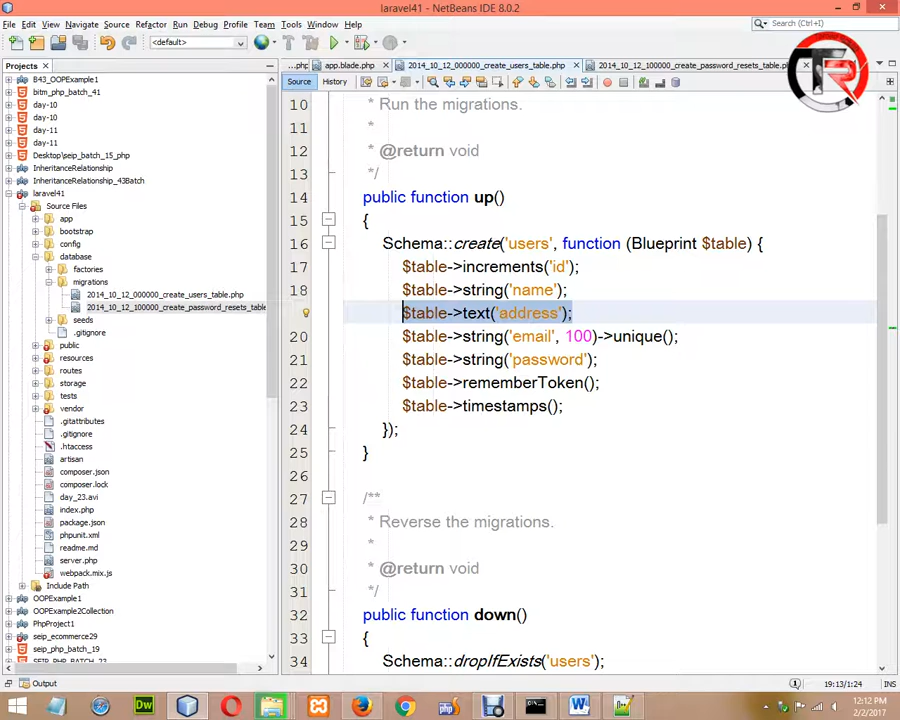 laravel41 - NetBeans IDE 8.0.2
File Edit View Navigate Source Refactor Run Debug Profile Team Tools Window Help
Search (Ctrl+I)
<default>
Projects
...php app.blade.php 2014_10_12_000000_create_users_table.php 2014_10_12_100000_create_password_resets_table.php
Source History
B43_OOPExample1
bitm_php_batch_41
day-10
day-10
day-11
day-11
Desktop\seip_batch_15_php
InheritanceRelationship
InheritanceRelationship_43Batch
laravel41
Source Files
app
bootstrap
config
database
factories
migrations
2014_10_12_000000_create_users_table.php
2014_10_12_100000_create_password_resets_table
seeds
.gitignore
public
resources
routes
storage
tests
vendor
.gitattributes
.gitignore
.htaccess
artisan
composer.json
composer.lock
day_23.avi
index.php
package.json
phpunit.xml
readme.md
server.php
webpack.mix.js
Include Path
OOPExample1
OOPExample2Collection
PhpProject1
seip_ecommerce29
seip_php_batch_19
SEIP_PHP_BATCH_23
10 * Run the migrations.
11 *
12 * @return void
13 */
14 public function up()
15 {
16 Schema::create('users', function (Blueprint $table) {
17 $table->increments('id');
18 $table->string('name');
$table->text('address');
20 $table->string('email', 100)->unique();
21 $table->string('password');
22 $table->rememberToken();
23 $table->timestamps();
24 });
25 }
26
27 /**
28 * Reverse the migrations.
29 *
30 * @return void
31 */
32 public function down()
33 {
34 Schema::dropIfExists('users');
Output
19:13/1:24 INS
12:12 PM
2/2/2017